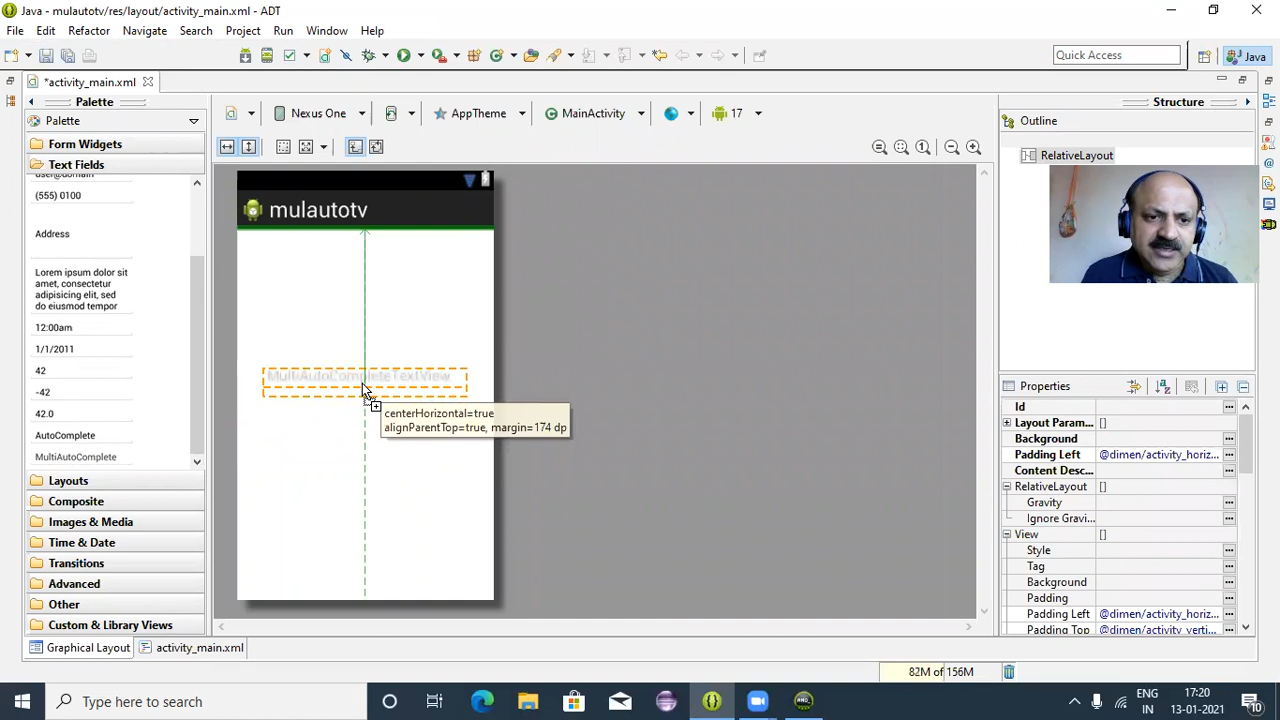 Java - mulautotv/res/layout/activity_main.xml - ADT
File Edit Refactor Navigate Search Project Run Window Help
Quick Access
Java
*activity_main.xml
Palette
Palette
Form Widgets
Text Fields
user@domain
(555) 0100
Address
Lorem ipsum dolor sit
amet, consectetur
adipisicing elit, sed
do eiusmod tempor
12:00am
1/1/2011
42
-42
42.0
AutoComplete
MultiAutoComplete
Layouts
Composite
Images & Media
Time & Date
Transitions
Advanced
Other
Custom & Library Views
Nexus One
AppTheme
MainActivity
17
mulautotv
MultiAutoCompleteTextView
centerHorizontal=true
alignParentTop=true, margin=174 dp
Structure
Outline
RelativeLayout
Properties
Id
Layout Param... []
Background
Padding Left @dimen/activity_horiz...
Content Desc...
RelativeLayout []
Gravity
Ignore Gravi...
View []
Style
Tag
Background
Padding
Padding Left @dimen/activity_horiz...
Padding Top @dimen/activity_verti...
Graphical Layout
activity_main.xml
82M of 156M
Type here to search
ENG
IN
17:20
13-01-2021
10